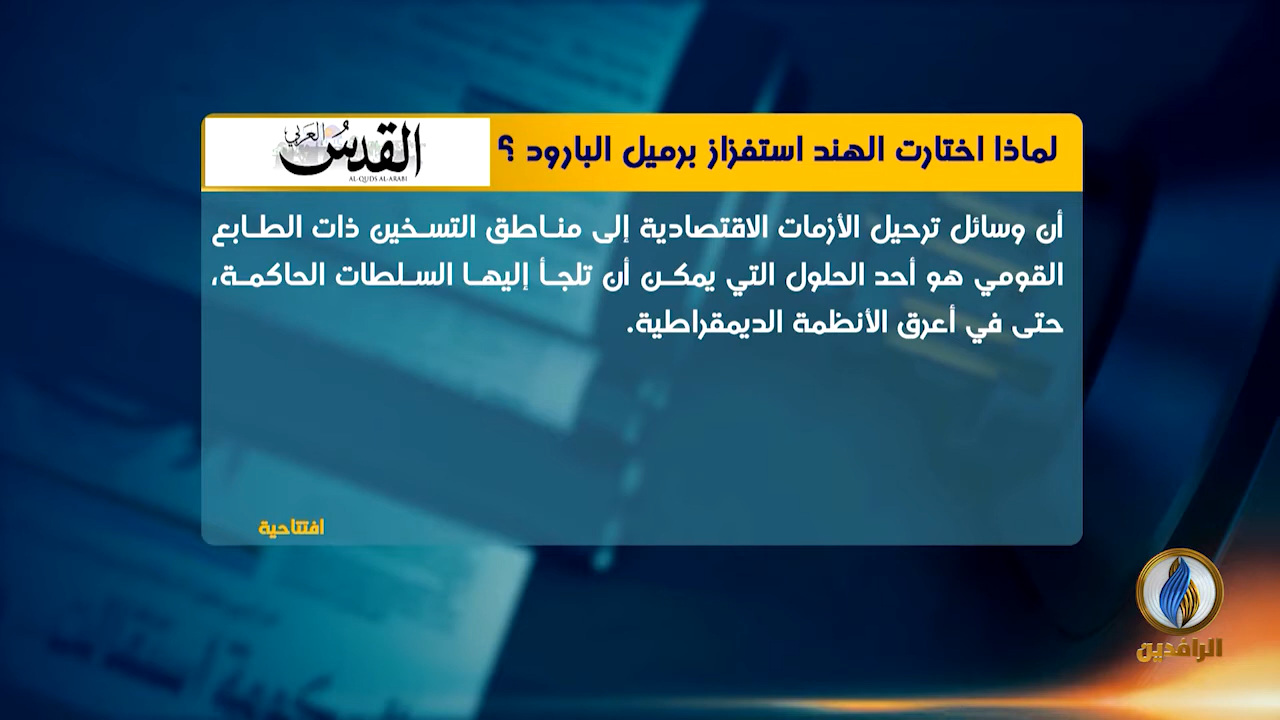 لماذا اختارت الهند استفزاز برميل البارود ؟
القدس العربي
AL-QUDS AL-ARABI
أن وسائل ترحيل الأزمات الاقتصادية إلى مناطق التسخين ذات الطابع
القومي هو أحد الحلول التي يمكن أن تلجأ إليها السلطات الحاكمة،
حتى في أعرق الأنظمة الديمقراطية.
افتتاحية
الرافدين